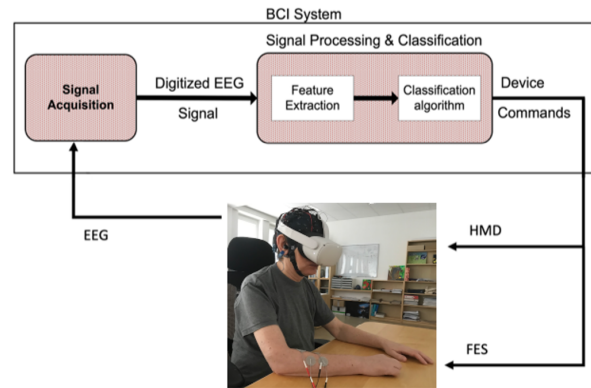 BCI System
Signal Processing & Classification
Signal
Acquisition
Digitized EEG
Signal
Feature
Extraction
Classification
algorithm
Device
Commands
EEG
HMD
FES